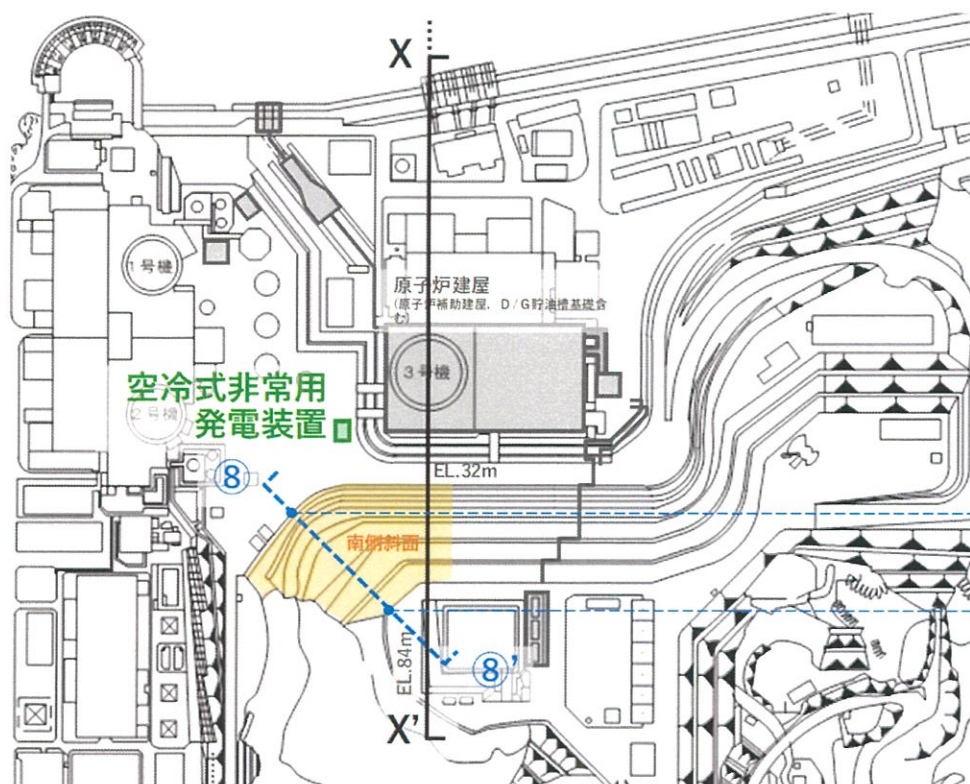 X
1号機
原子炉建屋
(原子炉補助建屋、D/G貯油槽基礎含
む)
3号機
空冷式非常用
2号機
発電装置
EL.32m
⑧
南側斜面
EL.84m
⑧'
X'